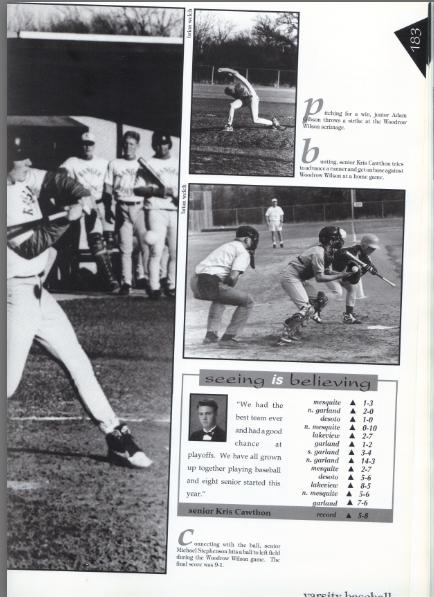 183
brian welch
Pitching for a win, junior Adam
Wilson throws a strike at the Woodrow
Wilson scrimage.
bunting, senior Kris Cawthon tries
to advance a runner and get on base against
Woodrow Wilson at a home game.
brian welch
seeing is believing
"We had the
best team ever
and had a good
chance at
playoffs. We have all grown
up together playing baseball
and eight senior started this
year."
senior Kris Cawthon
mesquite ▲ 1-3
n. garland ▲ 2-0
desoto ▲ 1-0
n. mesquite ▲ 0-10
lakeview ▲ 2-7
garland ▲ 1-2
s. garland ▲ 3-4
n. garland ▲ 14-3
mesquite ▲ 2-7
desoto ▲ 5-6
lakeview ▲ 8-5
n. mesquite ▲ 5-6
garland ▲ 7-6
record ▲ 5-8
Connecting with the ball, senior
Michael Stephenson hits a ball to left field
during the Woodrow Wilson game. The
final score was 9-1.
varsity baseball